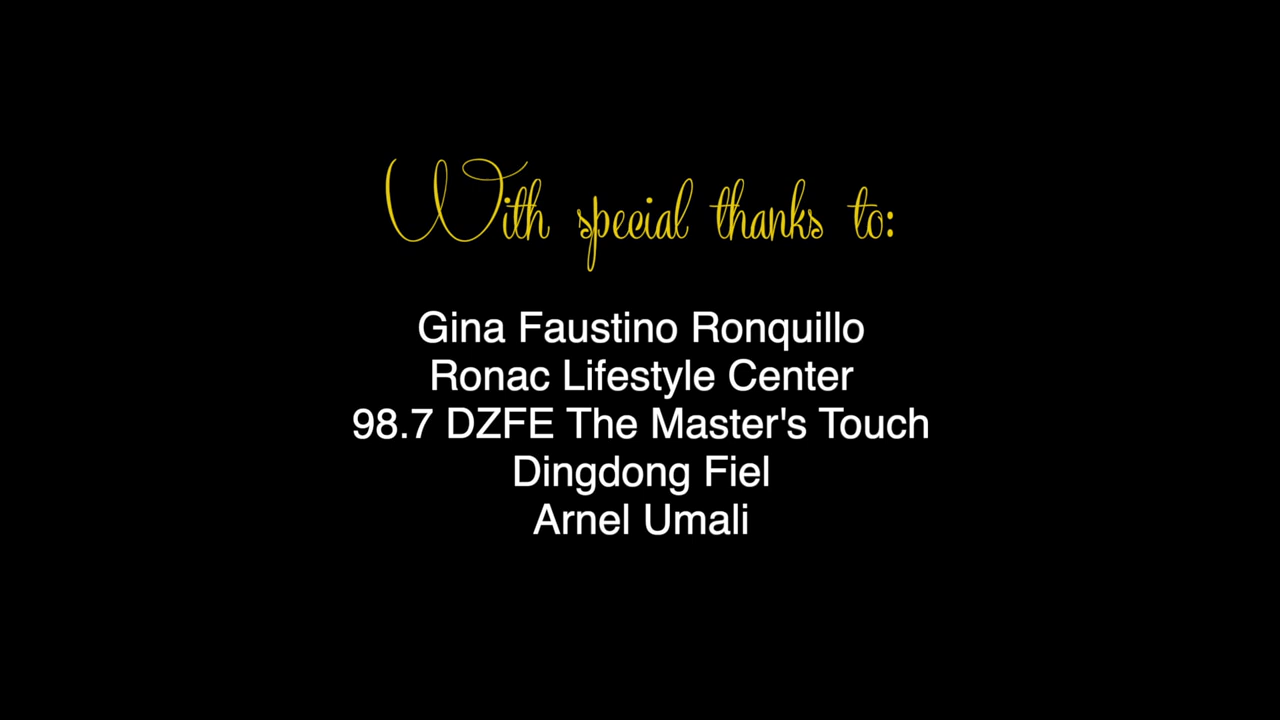 With special thanks to:
Gina Faustino Ronquillo
Ronac Lifestyle Center
98.7 DZFE The Master's Touch
Dingdong Fiel
Arnel Umali